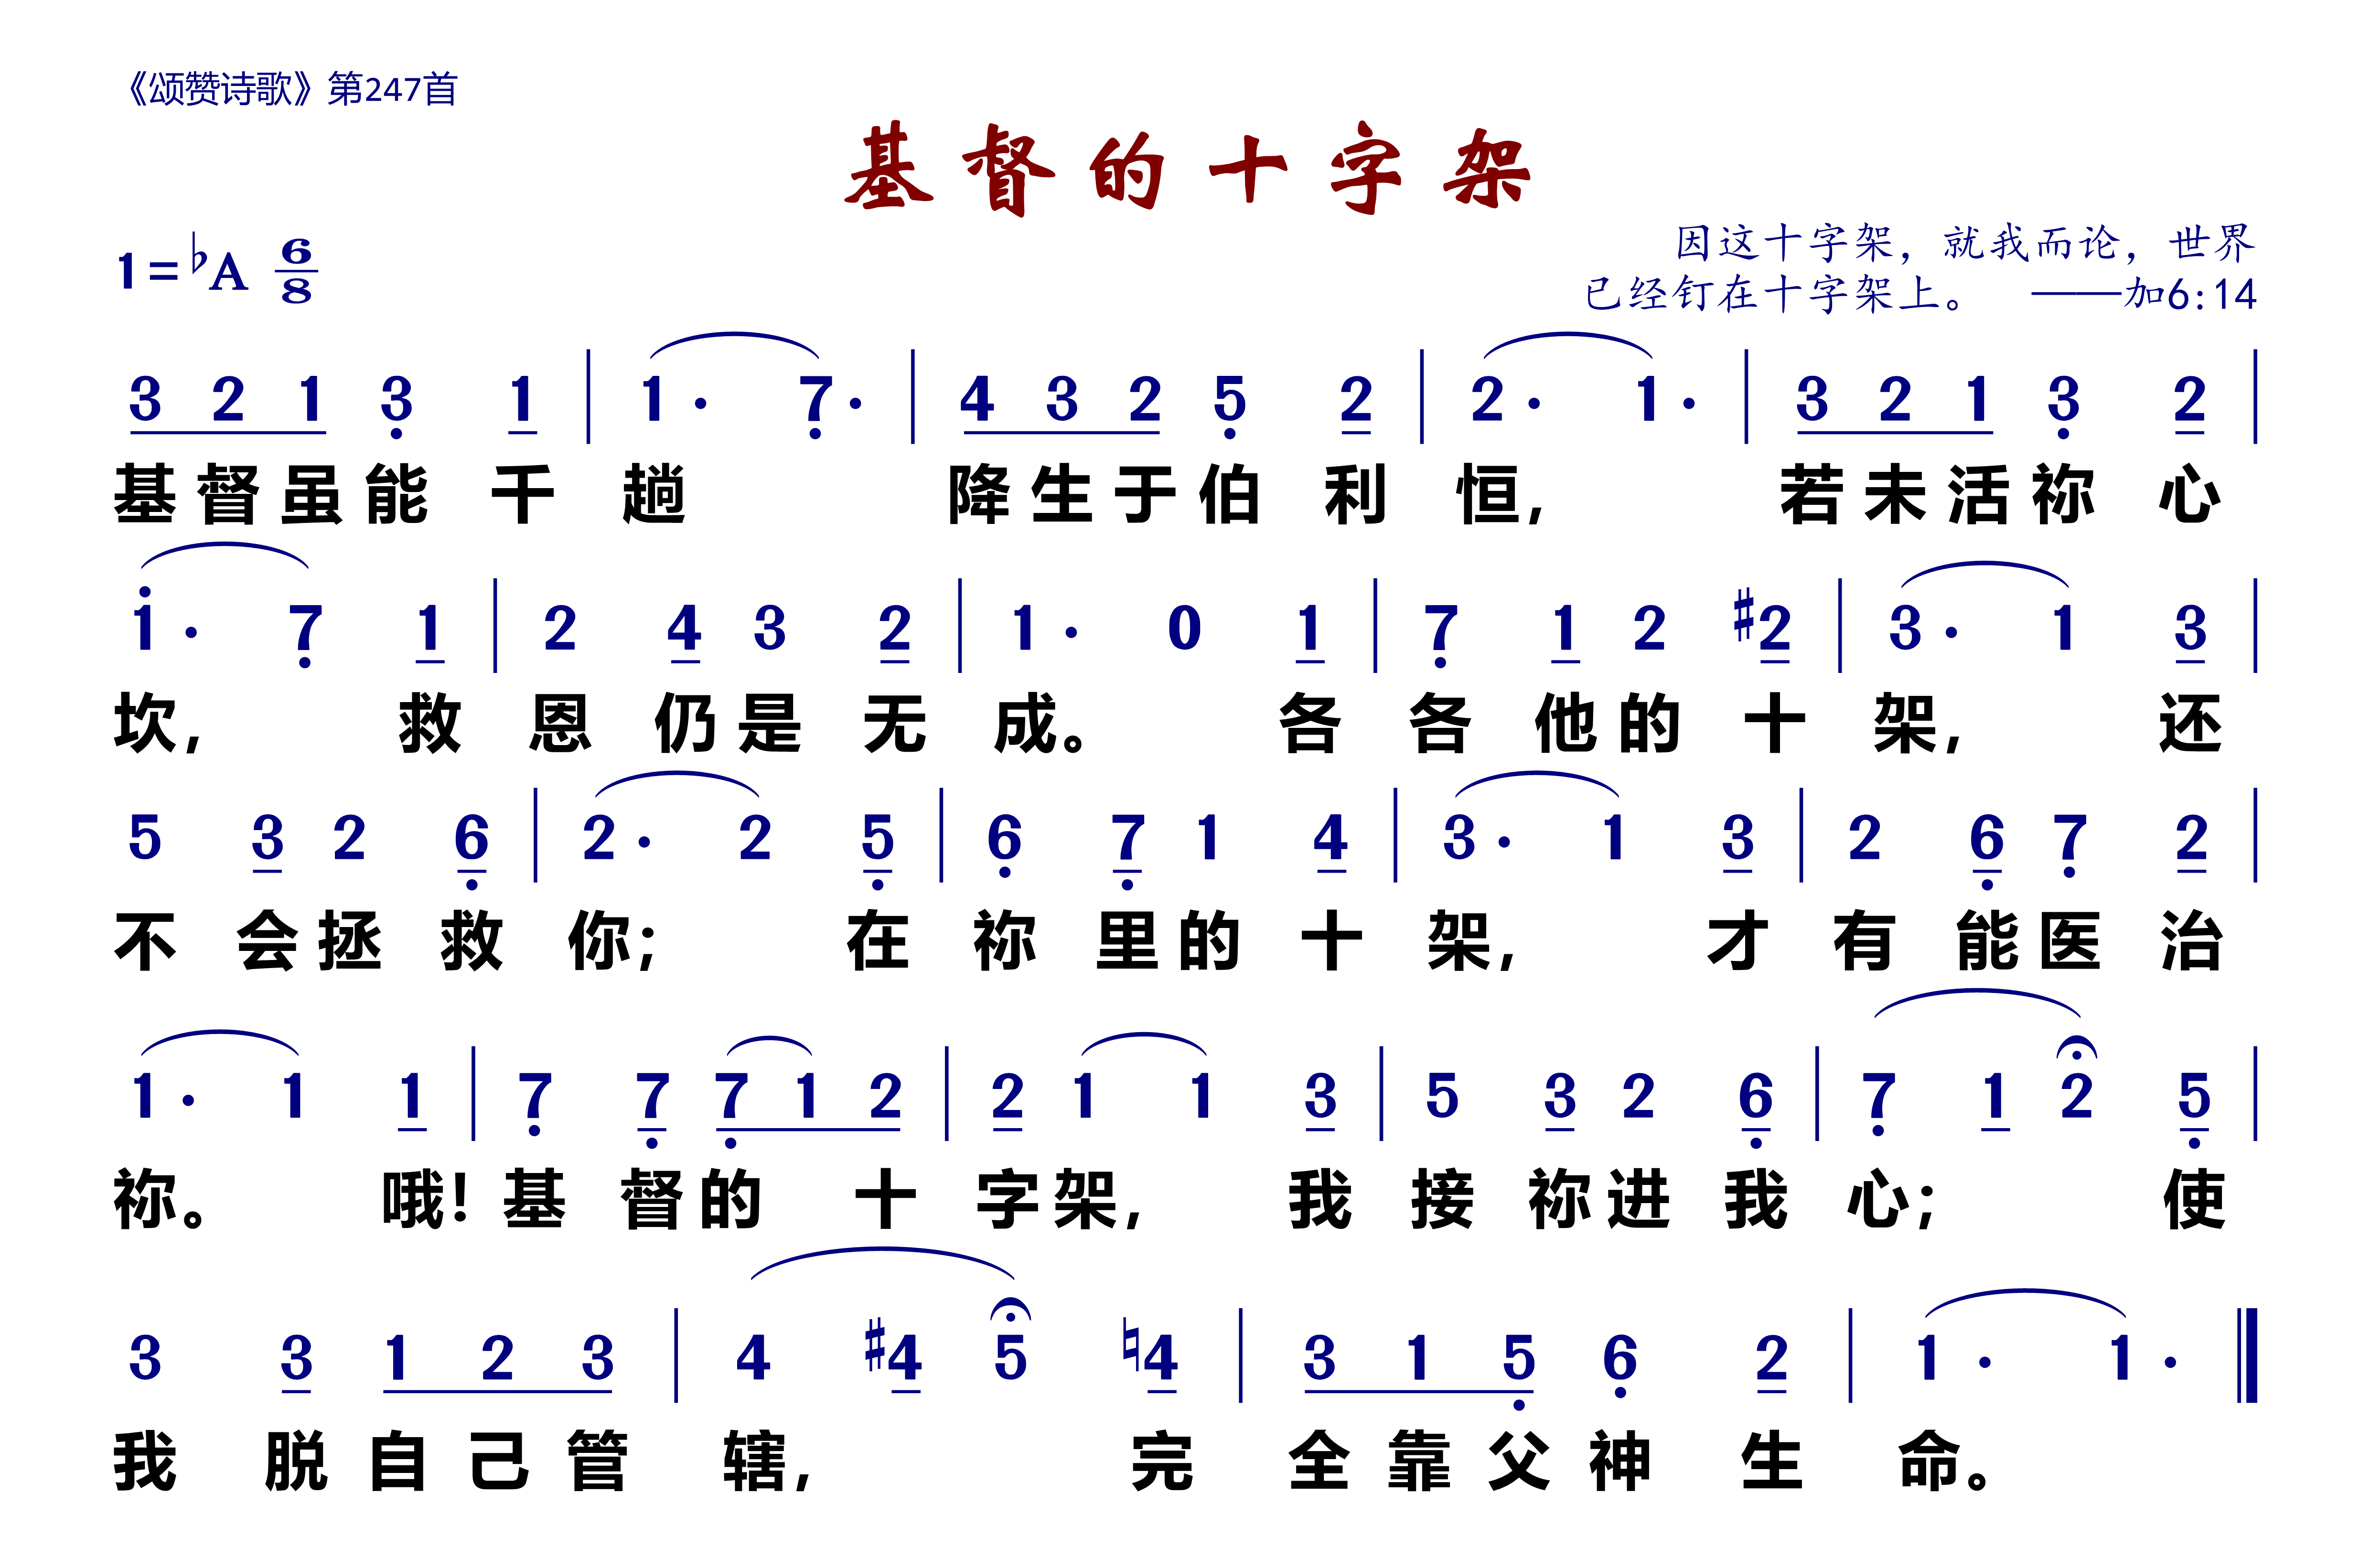 《颂赞诗歌》第247首
基督的十字架
1=♭A 6/8
因这十字架，就我而论，世界
已经钉在十字架上。 ——加6:14
3 2 1 3̣ 1 | 1· 7̣· | 4 3 2 5̣ 2 | 2· 1· | 3 2 1 3̣ 2 |
基督虽能千趟 降生于伯利恒, 若未活祢心
1̇· 7̣ 1 | 2 4 3 2 | 1· 0 1 | 7̣ 1 2 #2 | 3· 1 3 |
坎, 救恩仍是无成。 各各他的十架, 还
5 3 2 6̣ | 2· 2 5̣ | 6̣ 7̣ 1 4 | 3· 1 3 | 2 6̣ 7̣ 2 |
不会拯救你; 在祢里的十架, 才有能医治
1· 1 1 | 7̣ 7̣ 7̣ 1 2 | 2 1 1 3 | 5 3 2 6̣ | 7̣ 1 2 5̣ |
祢。 哦! 基督的十字架, 我接祢进我心; 使
3 3 1 2 3 | 4 #4 5 ♮4 | 3 1 5̣ 6̣ 2 | 1· 1· ‖
我脱自己管辖, 完全靠父神生命。